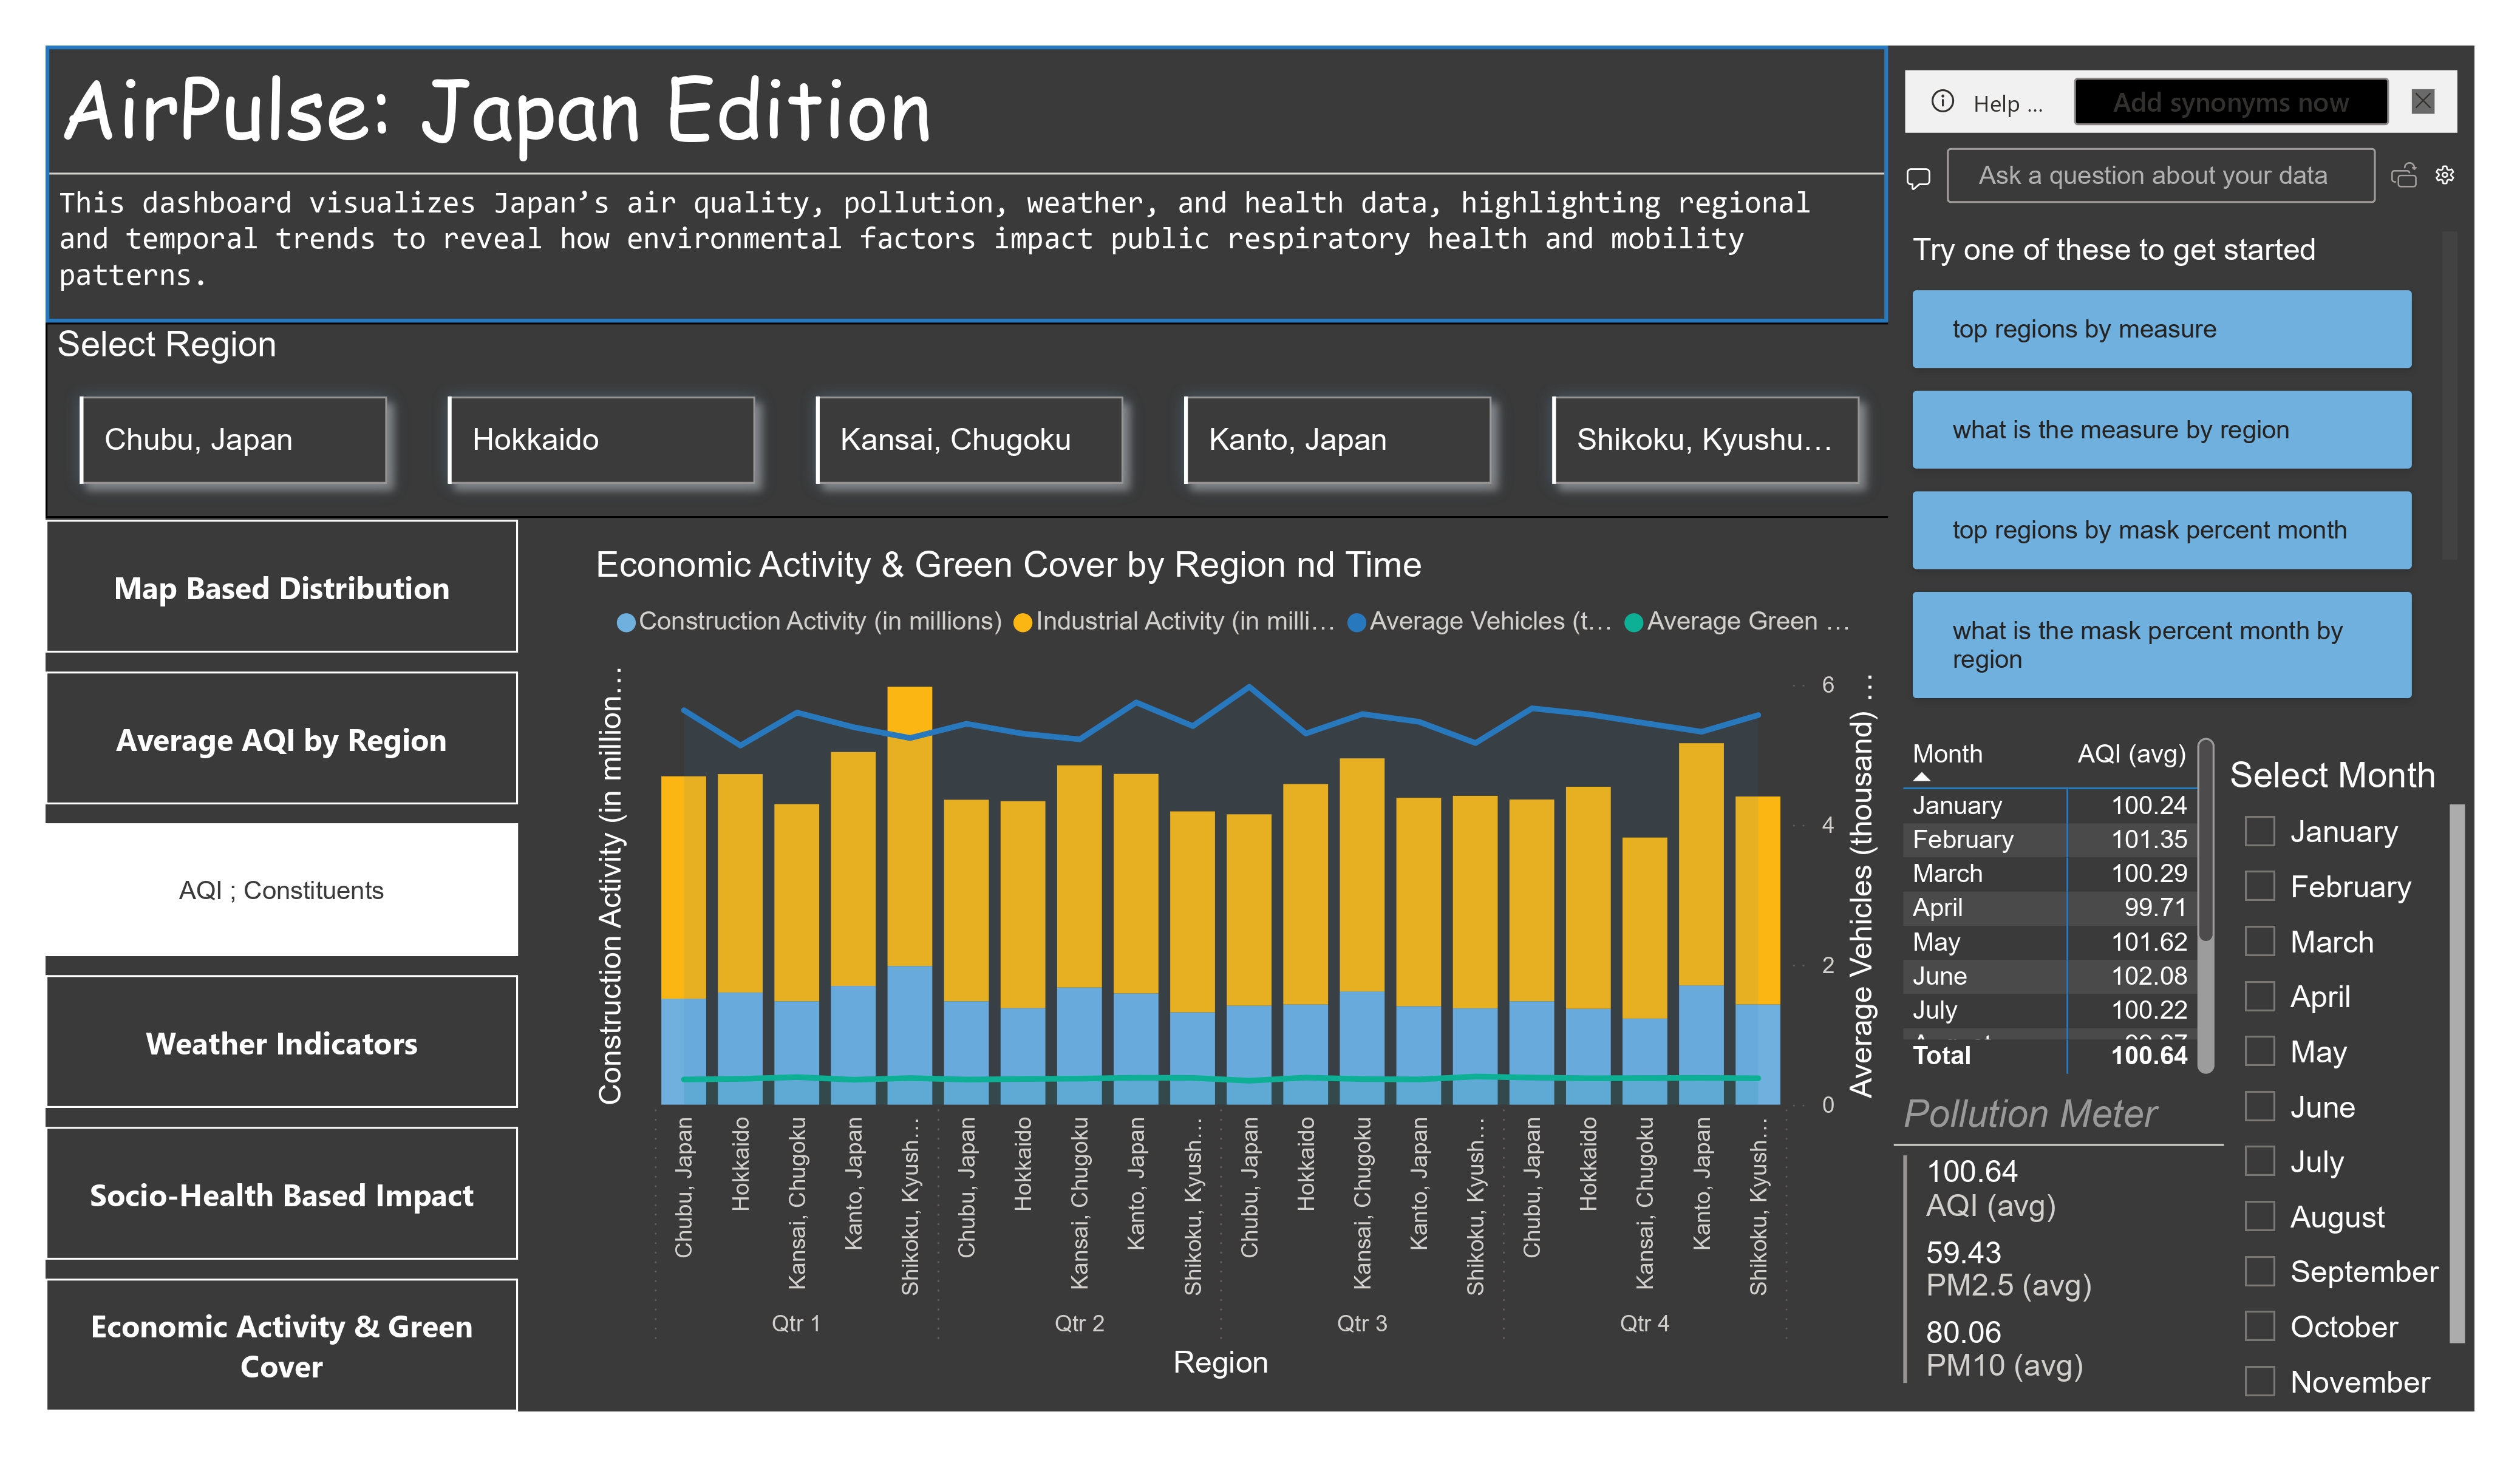 AirPulse: Japan Edition
This dashboard visualizes Japan’s air quality, pollution, weather, and health data, highlighting regional
and temporal trends to reveal how environmental factors impact public respiratory health and mobility
patterns.
Select Region
Chubu, Japan
Hokkaido
Kansai, Chugoku
Kanto, Japan
Shikoku, Kyushu…
Map Based Distribution
Average AQI by Region
AQI ; Constituents
Weather Indicators
Socio-Health Based Impact
Economic Activity & Green
Cover
Economic Activity & Green Cover by Region nd Time
Construction Activity (in millions)
Industrial Activity (in milli…
Average Vehicles (t…
Average Green …
Construction Activity (in million…
6
4
2
0
Average Vehicles (thousand) …
Chubu, Japan
Hokkaido
Kansai, Chugoku
Kanto, Japan
Shikoku, Kyush…
Chubu, Japan
Hokkaido
Kansai, Chugoku
Kanto, Japan
Shikoku, Kyush…
Chubu, Japan
Hokkaido
Kansai, Chugoku
Kanto, Japan
Shikoku, Kyush…
Chubu, Japan
Hokkaido
Kansai, Chugoku
Kanto, Japan
Shikoku, Kyush…
Qtr 1
Qtr 2
Qtr 3
Qtr 4
Region
Help ...
Add synonyms now
Ask a question about your data
Try one of these to get started
top regions by measure
what is the measure by region
top regions by mask percent month
what is the mask percent month by
region
Month AQI (avg)
January 100.24
February 101.35
March 100.29
April 99.71
May 101.62
June 102.08
July 100.22
Total 100.64
Pollution Meter
100.64
AQI (avg)
59.43
PM2.5 (avg)
80.06
PM10 (avg)
Select Month
January
February
March
April
May
June
July
August
September
October
November